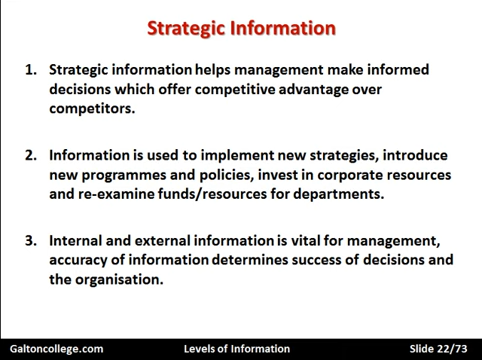 Strategic Information
1. Strategic information helps management make informed
decisions which offer competitive advantage over
competitors.
2. Information is used to implement new strategies, introduce
new programmes and policies, invest in corporate resources
and re-examine funds/resources for departments.
3. Internal and external information is vital for management,
accuracy of information determines success of decisions and
the organisation.
Galtoncollege.com Levels of Information Slide 22/73